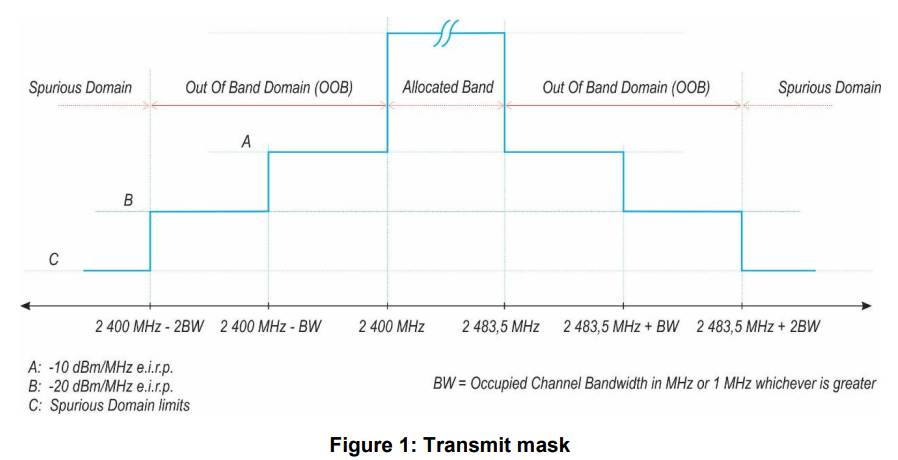 Spurious Domain Out Of Band Domain (OOB) Allocated Band Out Of Band Domain (OOB) Spurious Domain
A
B
C
2 400 MHz - 2BW 2 400 MHz - BW 2 400 MHz 2 483,5 MHz 2 483,5 MHz + BW 2 483,5 MHz + 2BW
A: -10 dBm/MHz e.i.r.p.
B: -20 dBm/MHz e.i.r.p.
C: Spurious Domain limits
BW = Occupied Channel Bandwidth in MHz or 1 MHz whichever is greater
Figure 1: Transmit mask